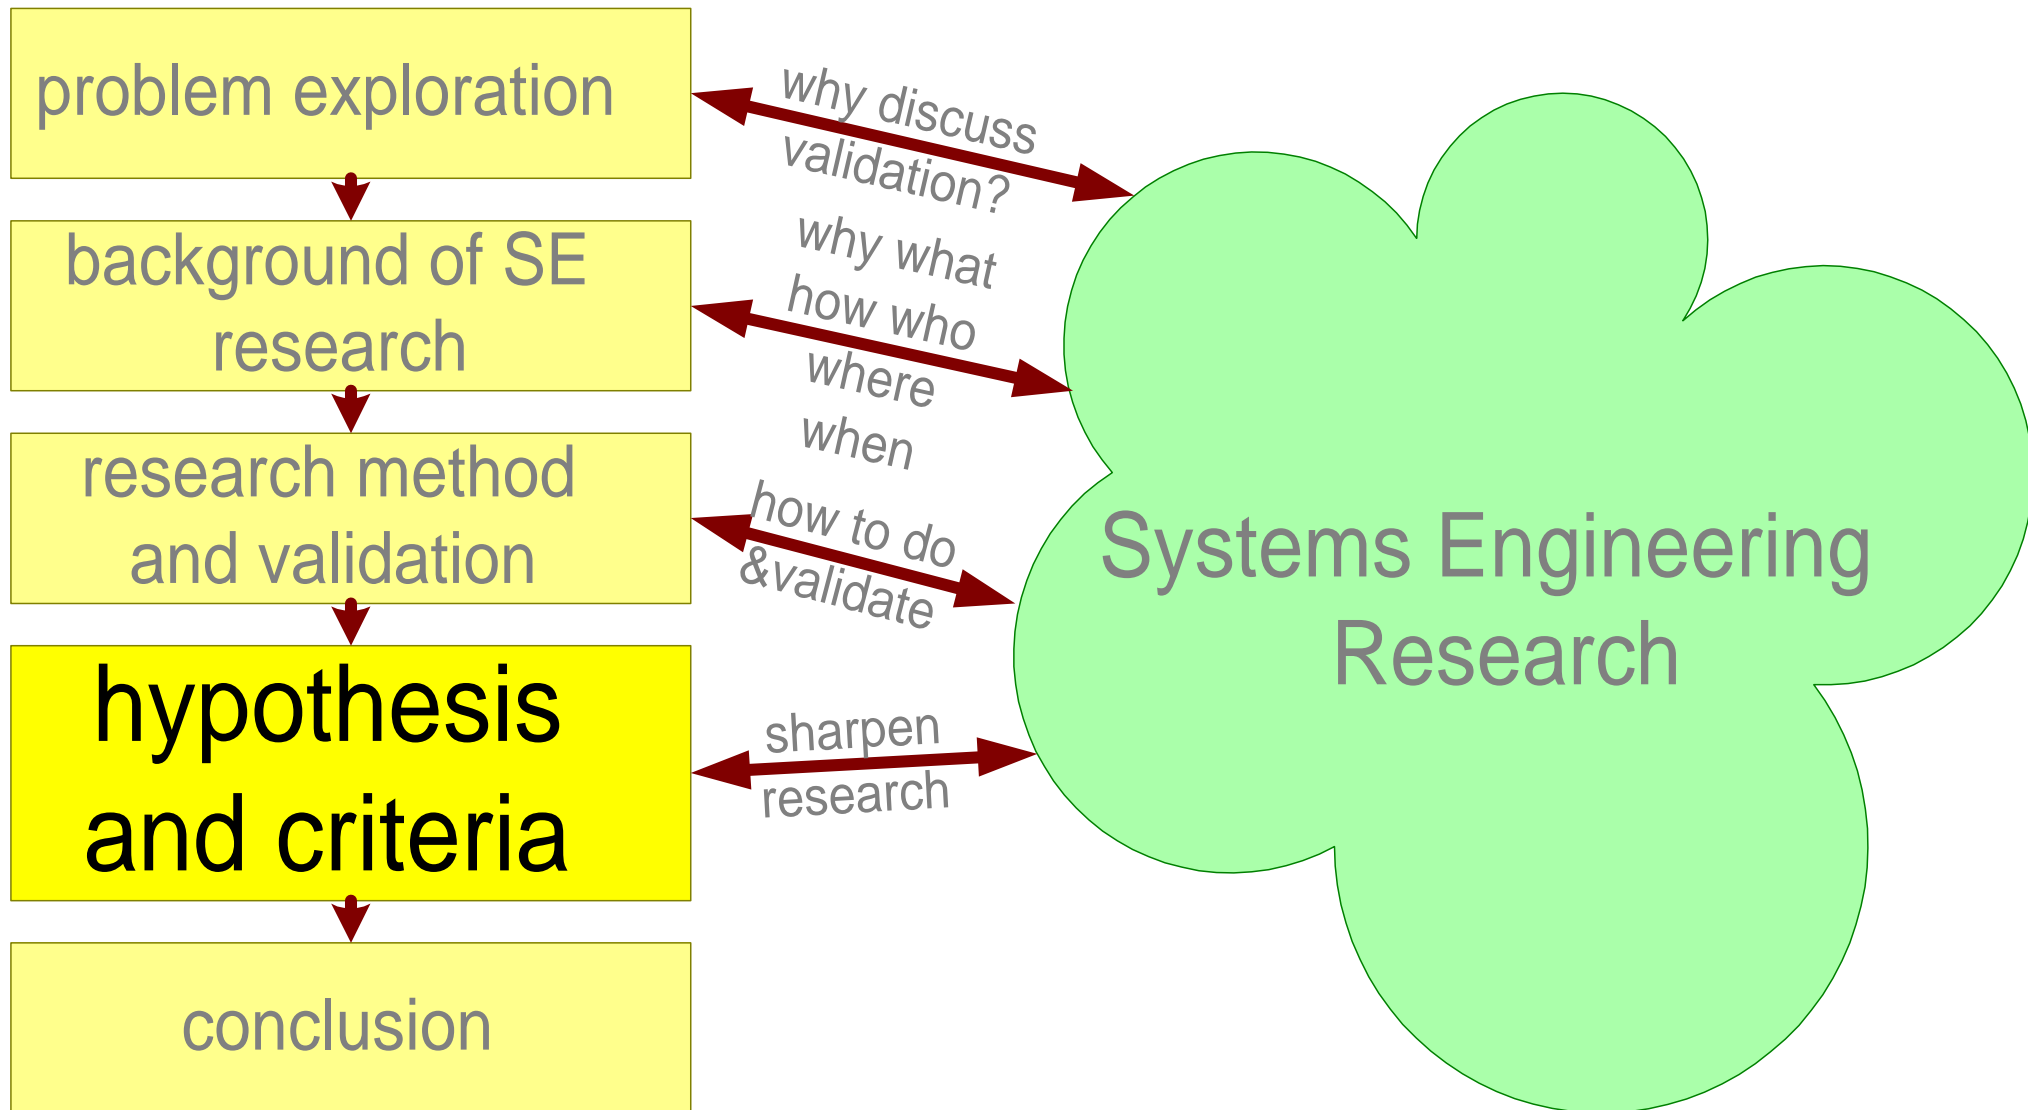 problem exploration
background of SE
research
research method
and validation
hypothesis
and criteria
conclusion
why discuss
validation?
why what
how who
where
when
how to do
&validate
sharpen
research
Systems Engineering
Research